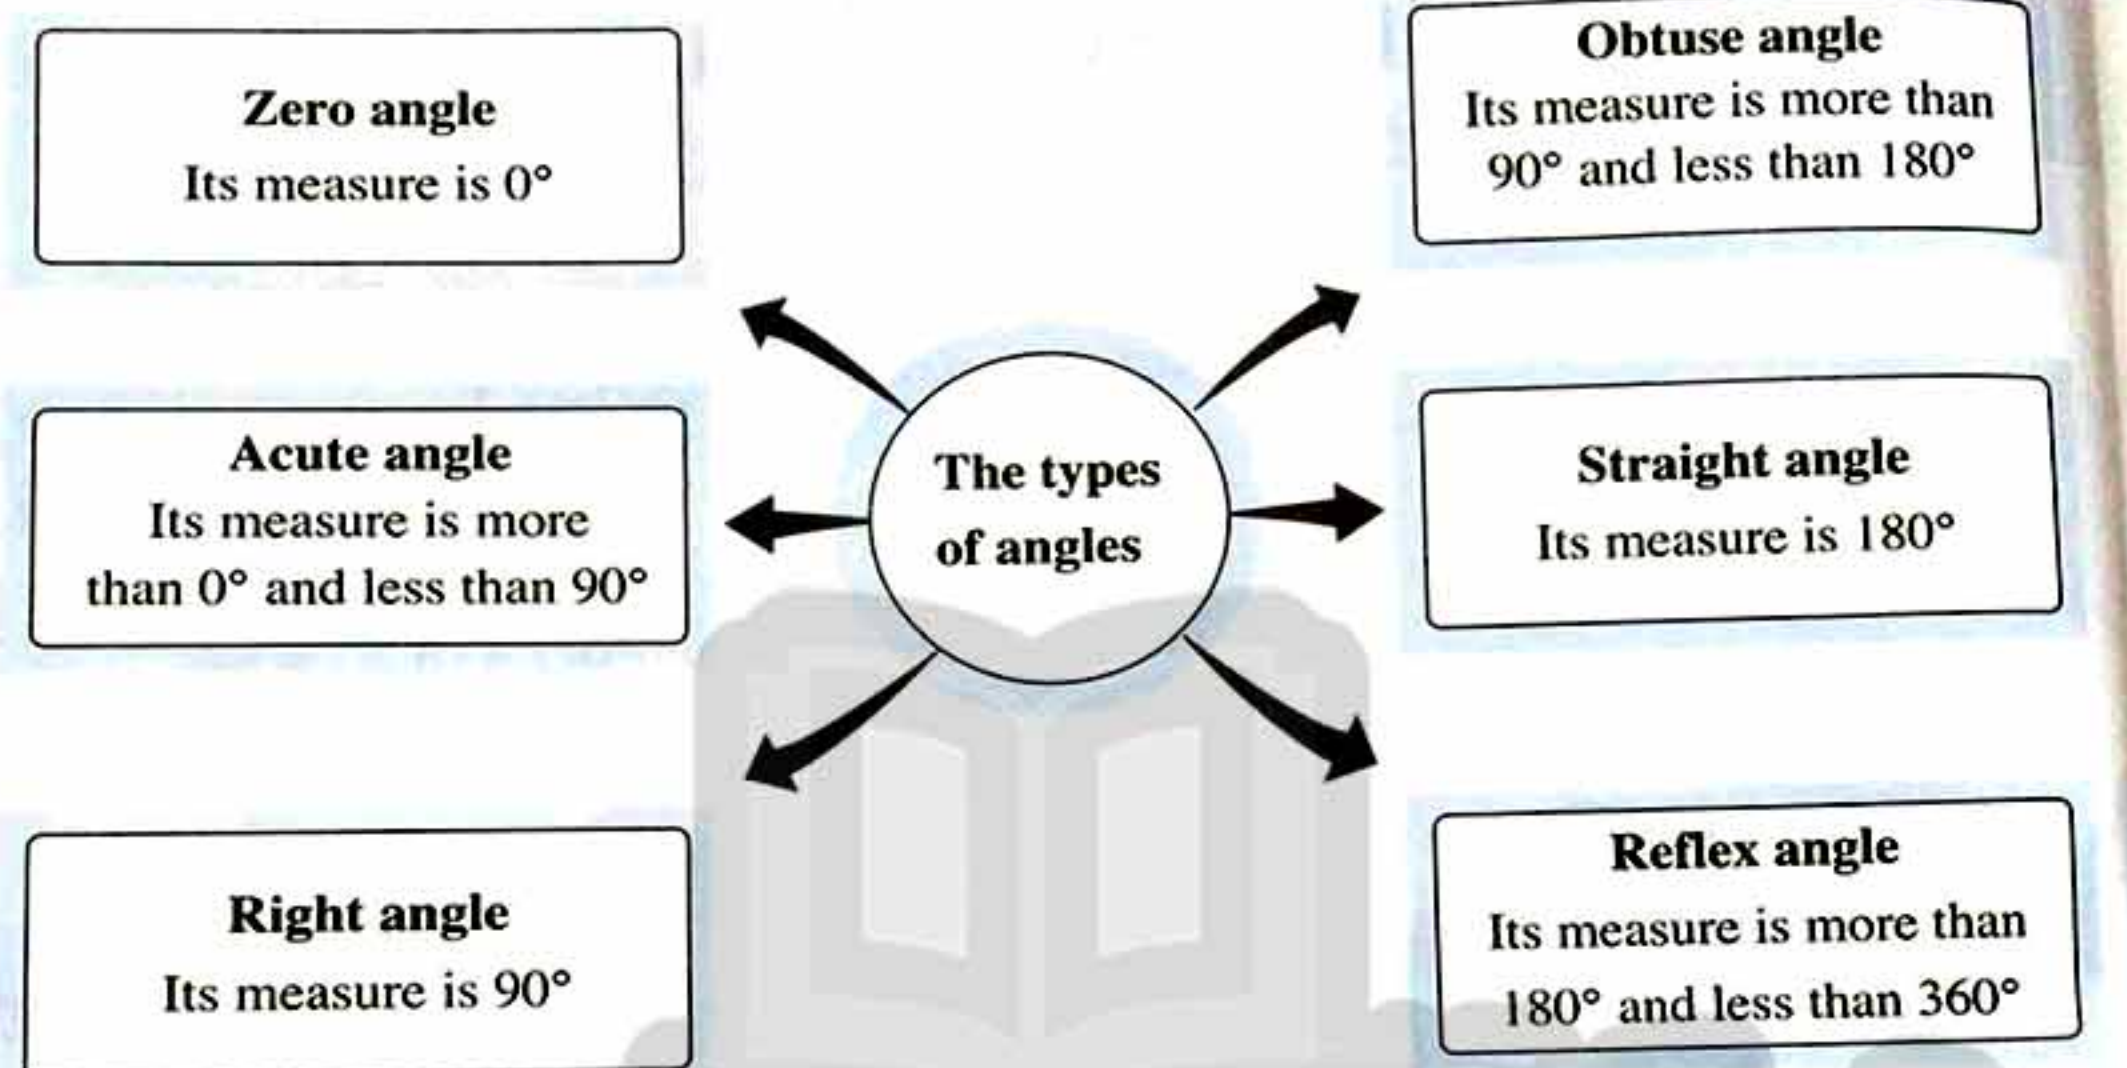 Zero angle
Its measure is 0°
Acute angle
Its measure is more
than 0° and less than 90°
Right angle
Its measure is 90°
The types
of angles
Obtuse angle
Its measure is more than
90° and less than 180°
Straight angle
Its measure is 180°
Reflex angle
Its measure is more than
180° and less than 360°